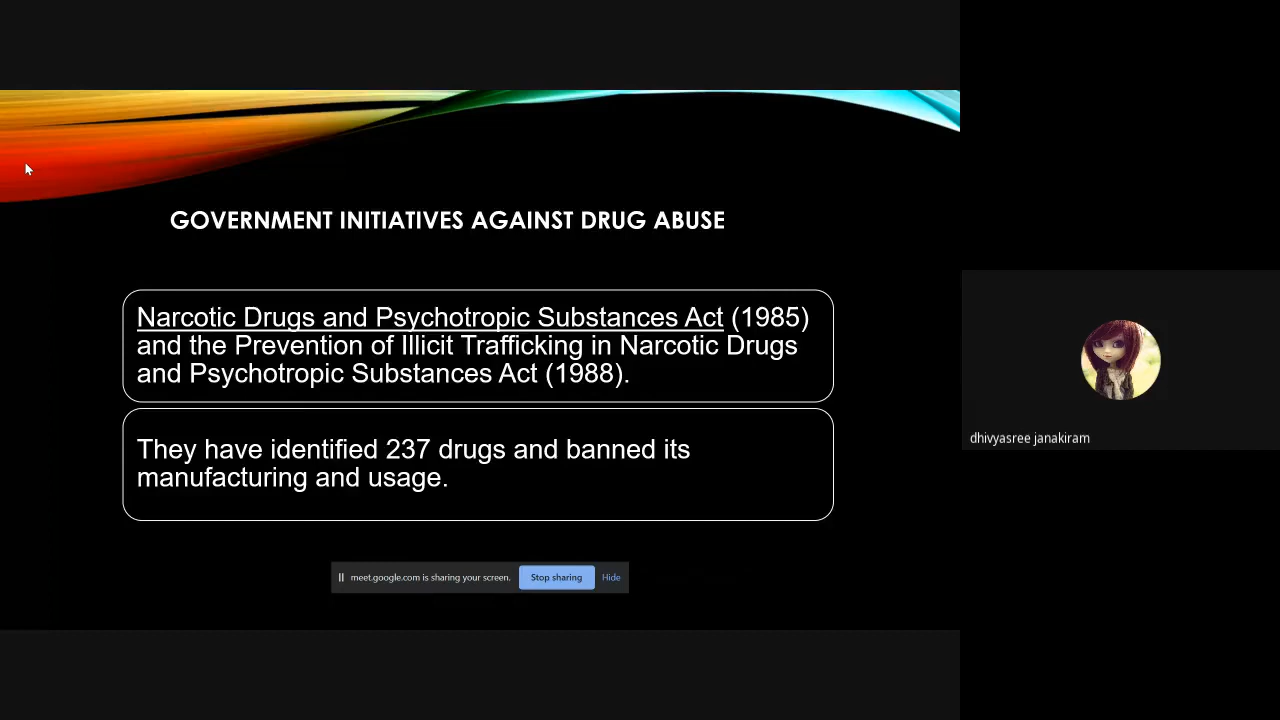 GOVERNMENT INITIATIVES AGAINST DRUG ABUSE
Narcotic Drugs and Psychotropic Substances Act (1985)
and the Prevention of Illicit Trafficking in Narcotic Drugs
and Psychotropic Substances Act (1988).
They have identified 237 drugs and banned its
manufacturing and usage.
dhivyasree janakiram
meet.google.com is sharing your screen. Stop sharing Hide